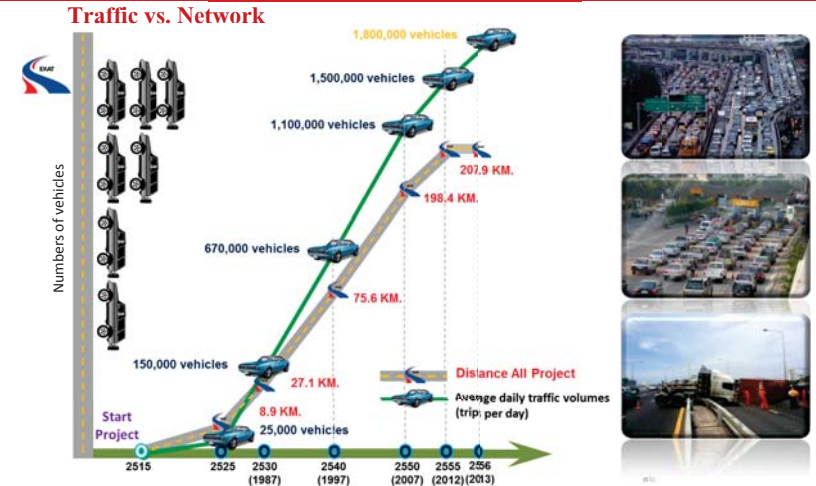 Traffic vs. Network
EXAT
1,800,000 vehicles
1,500,000 vehicles
1,100,000 vehicles
207.9 KM.
198.4 KM.
Numbers of vehicles
670,000 vehicles
75.6 KM.
150,000 vehicles
27.1 KM.
Distance All Project
8.9 KM.
Average daily traffic volumes
(trip per day)
Start
Project
25,000 vehicles
2515
2525
2530
(1987)
2540
(1997)
2550
(2007)
2555
(2012)
2556
(2013)